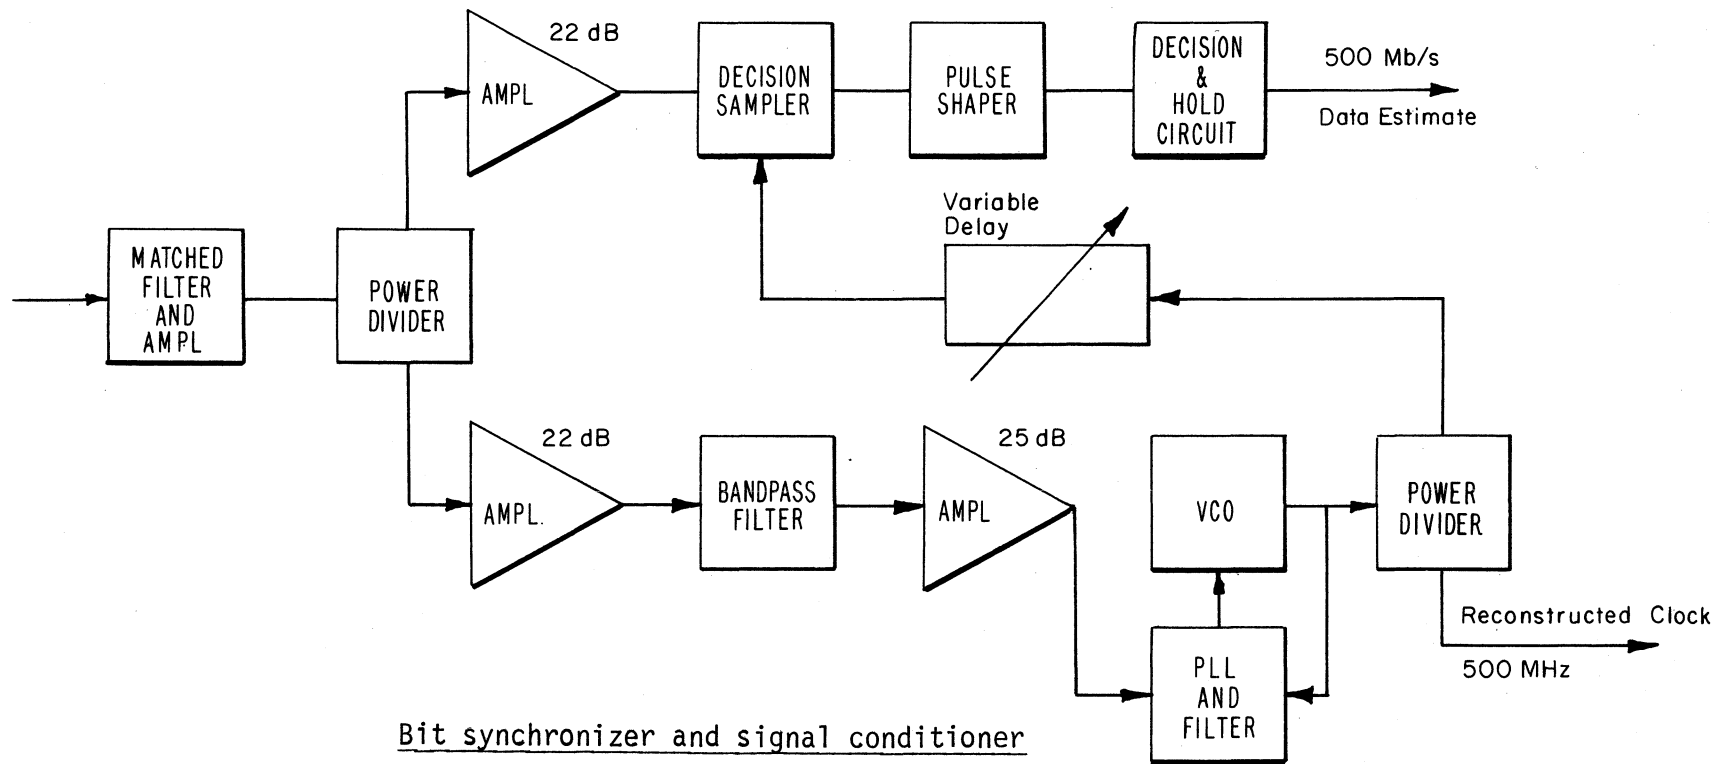 22 dB
AMPL
DECISION
SAMPLER
PULSE
SHAPER
DECISION
&
HOLD
CIRCUIT
500 Mb/s
Data Estimate
Variable
Delay
MATCHED
FILTER
AND
AMPL
POWER
DIVIDER
22 dB
AMPL.
BANDPASS
FILTER
25 dB
AMPL
VCO
POWER
DIVIDER
Reconstructed Clock
500 MHz
PLL
AND
FILTER
Bit synchronizer and signal conditioner